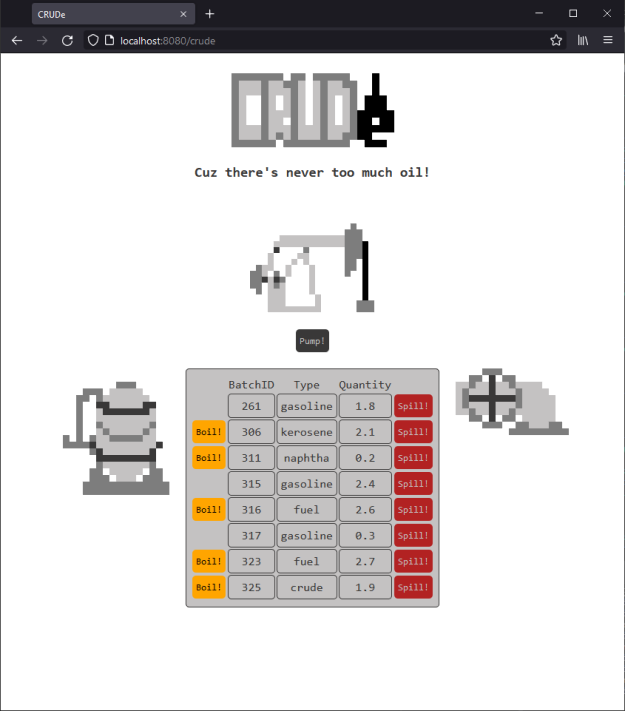 CRUDe
localhost:8080/crude
CRUDe
Cuz there's never too much oil!
Pump!
BatchID Type Quantity
261 gasoline 1.8 Spill!
Boil! 306 kerosene 2.1 Spill!
Boil! 311 naphtha 0.2 Spill!
315 gasoline 2.4 Spill!
Boil! 316 fuel 2.6 Spill!
317 gasoline 0.3 Spill!
Boil! 323 fuel 2.7 Spill!
Boil! 325 crude 1.9 Spill!